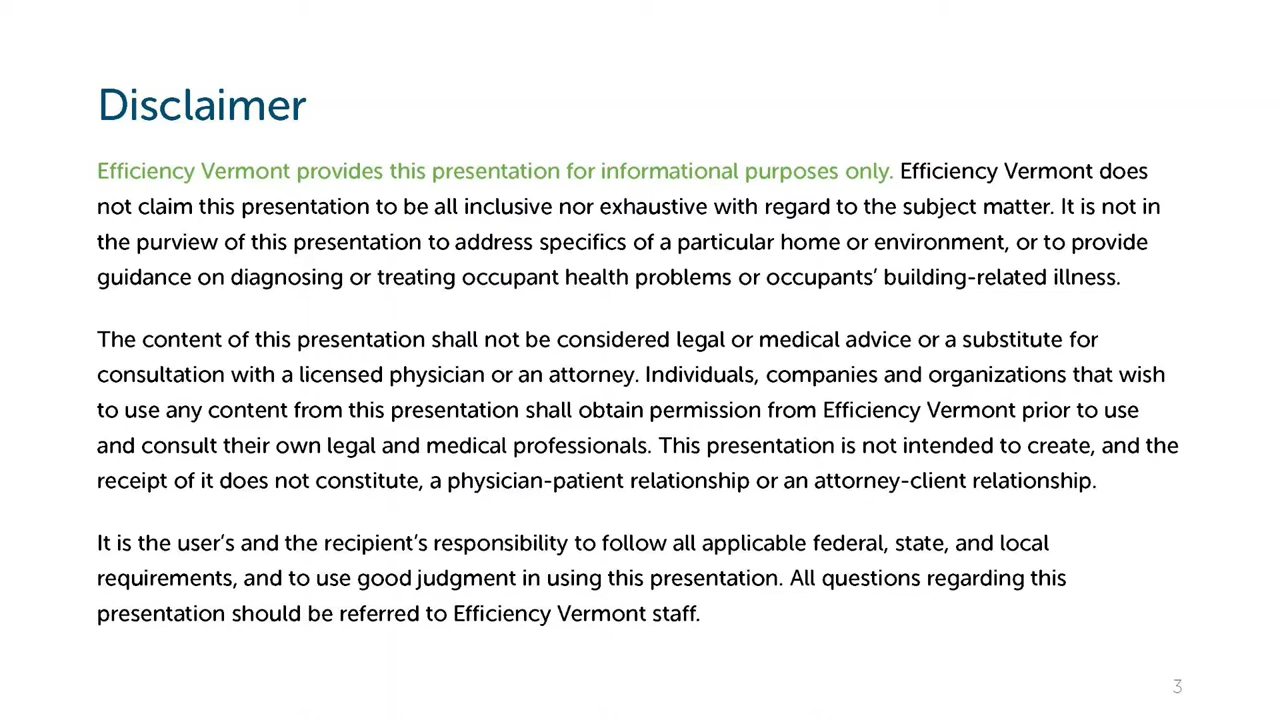 Disclaimer
Efficiency Vermont provides this presentation for informational purposes only. Efficiency Vermont does
not claim this presentation to be all inclusive nor exhaustive with regard to the subject matter. It is not in
the purview of this presentation to address specifics of a particular home or environment, or to provide
guidance on diagnosing or treating occupant health problems or occupants’ building-related illness.
The content of this presentation shall not be considered legal or medical advice or a substitute for
consultation with a licensed physician or an attorney. Individuals, companies and organizations that wish
to use any content from this presentation shall obtain permission from Efficiency Vermont prior to use
and consult their own legal and medical professionals. This presentation is not intended to create, and the
receipt of it does not constitute, a physician-patient relationship or an attorney-client relationship.
It is the user’s and the recipient’s responsibility to follow all applicable federal, state, and local
requirements, and to use good judgment in using this presentation. All questions regarding this
presentation should be referred to Efficiency Vermont staff.
3